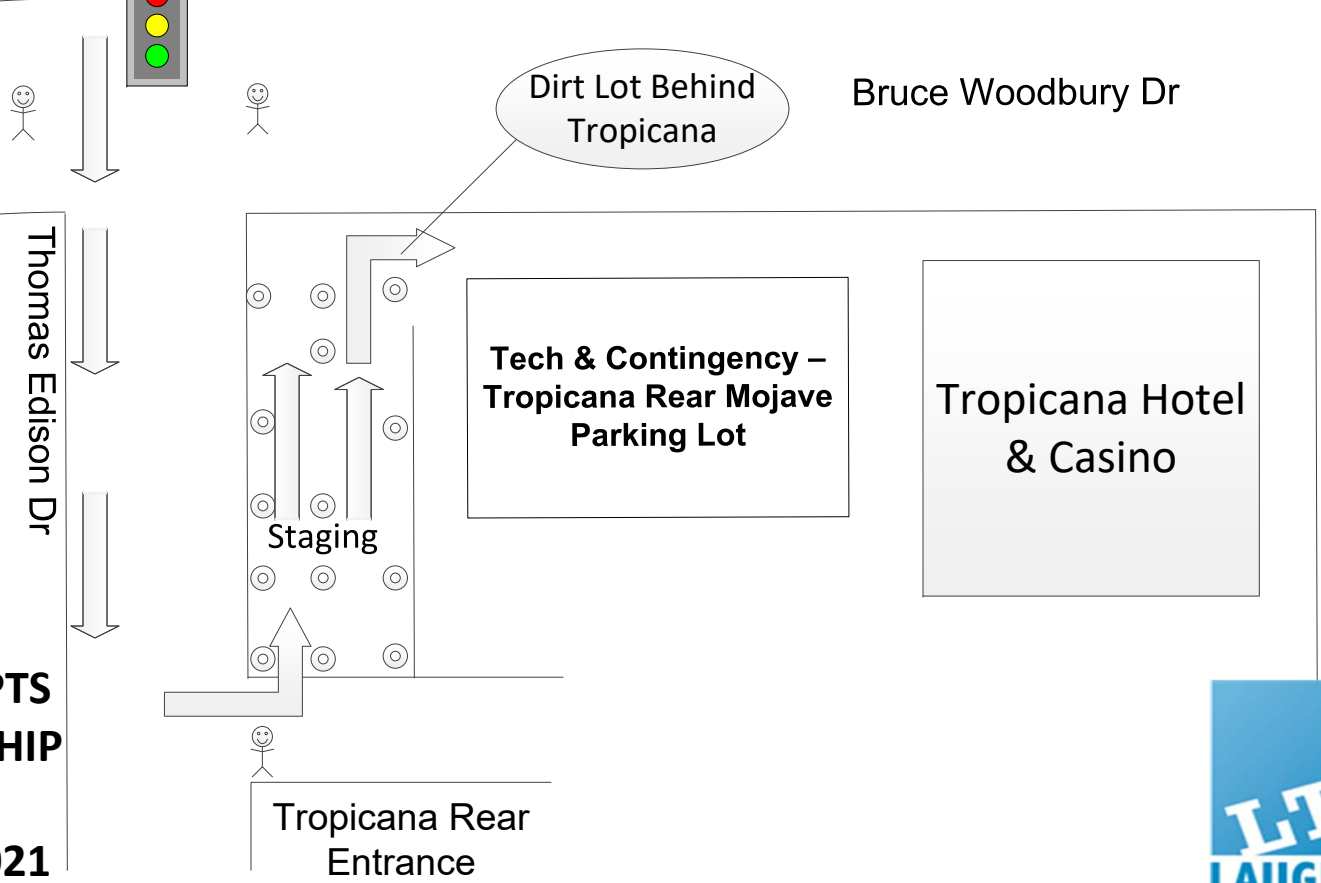 Dirt Lot Behind
Tropicana
Bruce Woodbury Dr
Thomas Edison Dr
Tech & Contingency –
Tropicana Rear Mojave
Parking Lot
Tropicana Hotel
& Casino
Staging
Tropicana Rear
Entrance